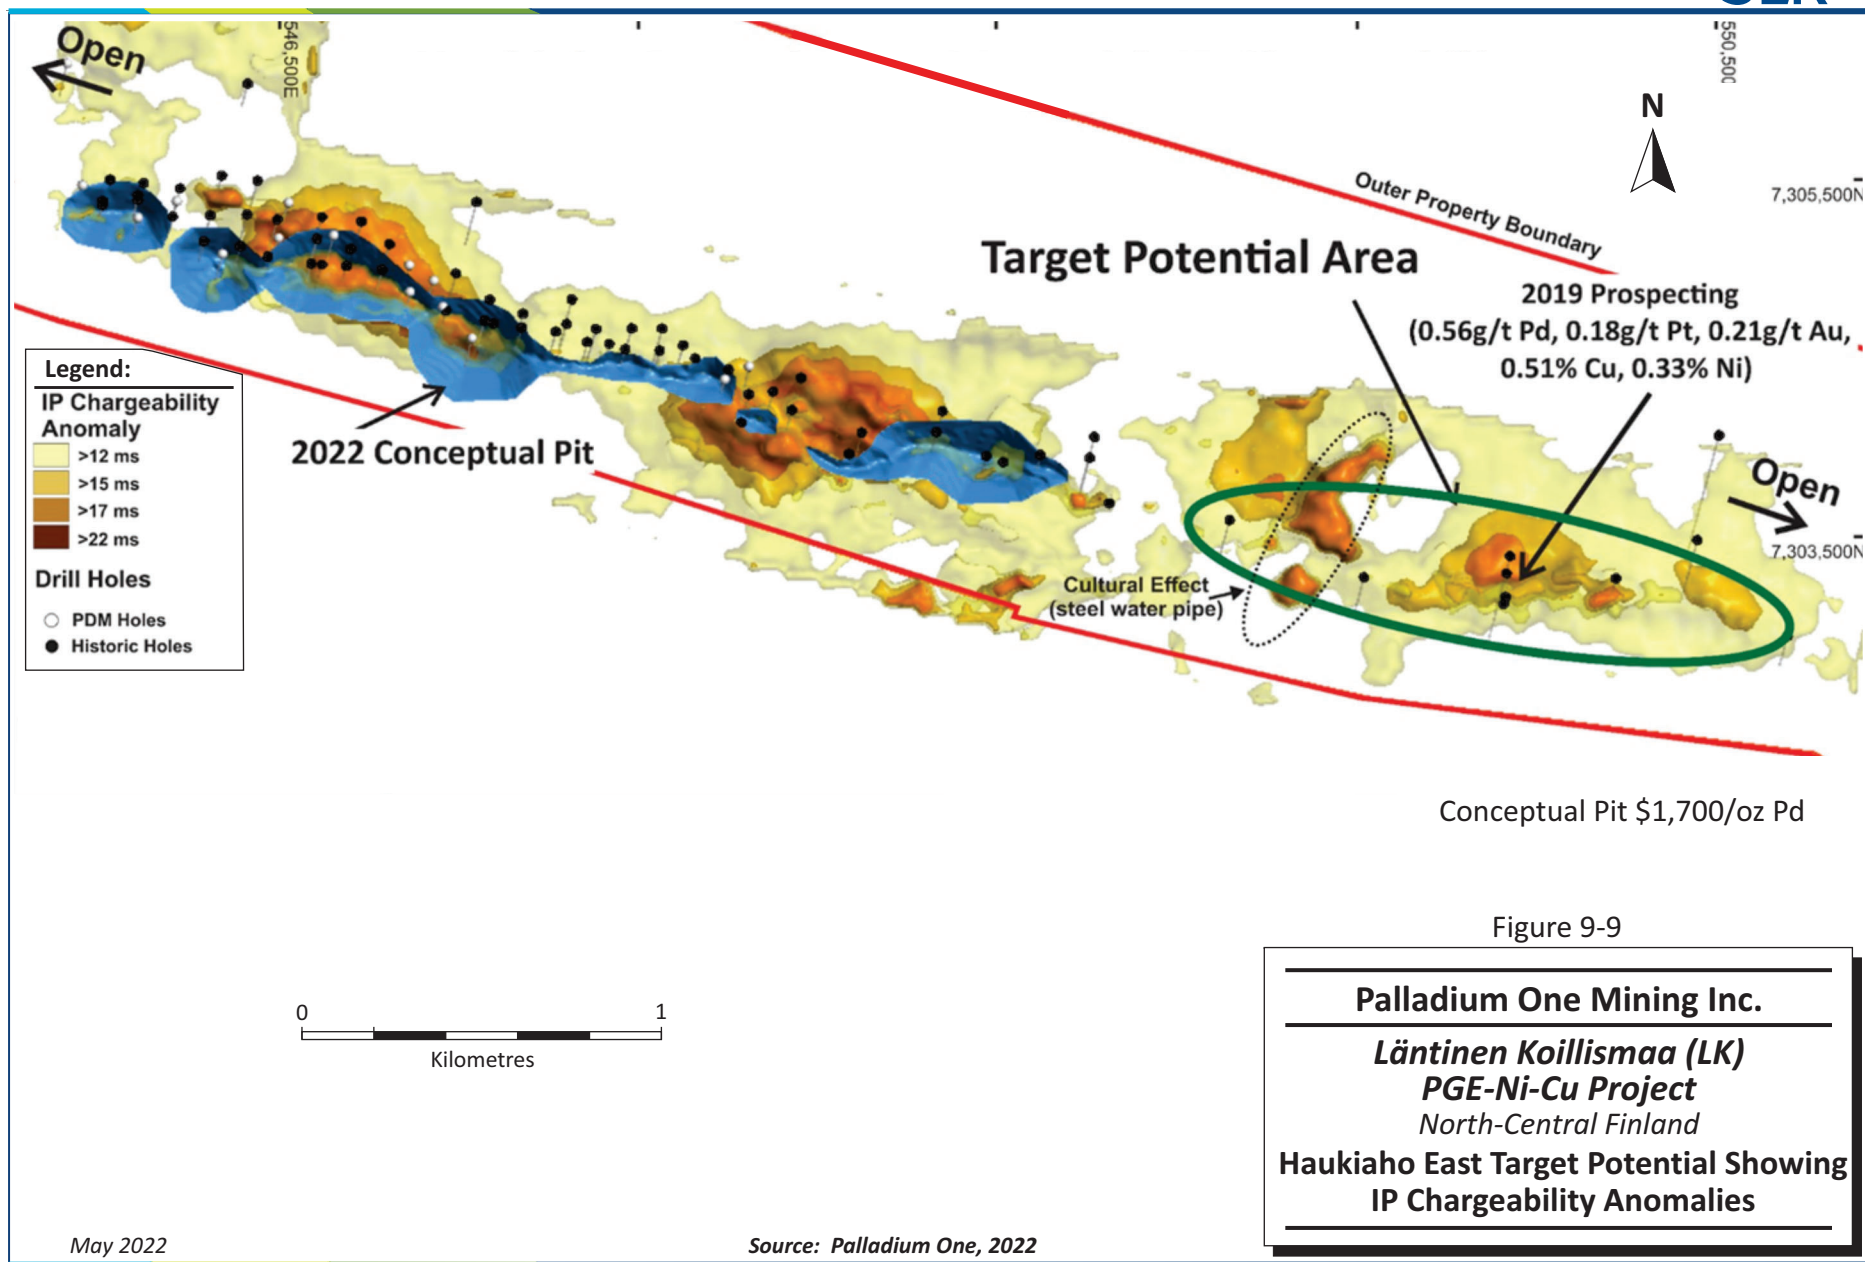 Open
546,500E
550,50
N
7,305,500N
Outer Property Boundary
Target Potential Area
2019 Prospecting
(0.56g/t Pd, 0.18g/t Pt, 0.21g/t Au,
0.51% Cu, 0.33% Ni)
Legend:
IP Chargeability
Anomaly
>12 ms
>15 ms
>17 ms
>22 ms
Drill Holes
PDM Holes
Historic Holes
2022 Conceptual Pit
Open
7,303,500N
Cultural Effect
(steel water pipe)
Conceptual Pit $1,700/oz Pd
Figure 9-9
0 1
Kilometres
Palladium One Mining Inc.
Läntinen Koillismaa (LK)
PGE-Ni-Cu Project
North-Central Finland
Haukiaho East Target Potential Showing
IP Chargeability Anomalies
May 2022
Source: Palladium One, 2022